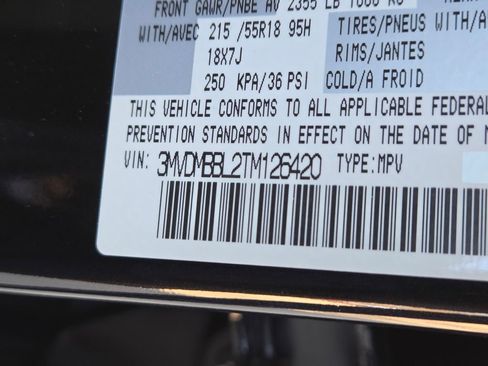 FRONT GAWR/PNBE AV 2355 LB
WITH/AVEC 215 /55R18 95H TIRES/PNEUS WITH/AVEC
18X7J RIMS/JANTES
250 KPA/36 PSI COLD/A FROID
THIS VEHICLE CONFORMS TO ALL APPLICABLE FEDERAL
PREVENTION STANDARDS IN EFFECT ON THE DATE OF
VIN: 3MVDMBBL2TM126420 TYPE:MPV